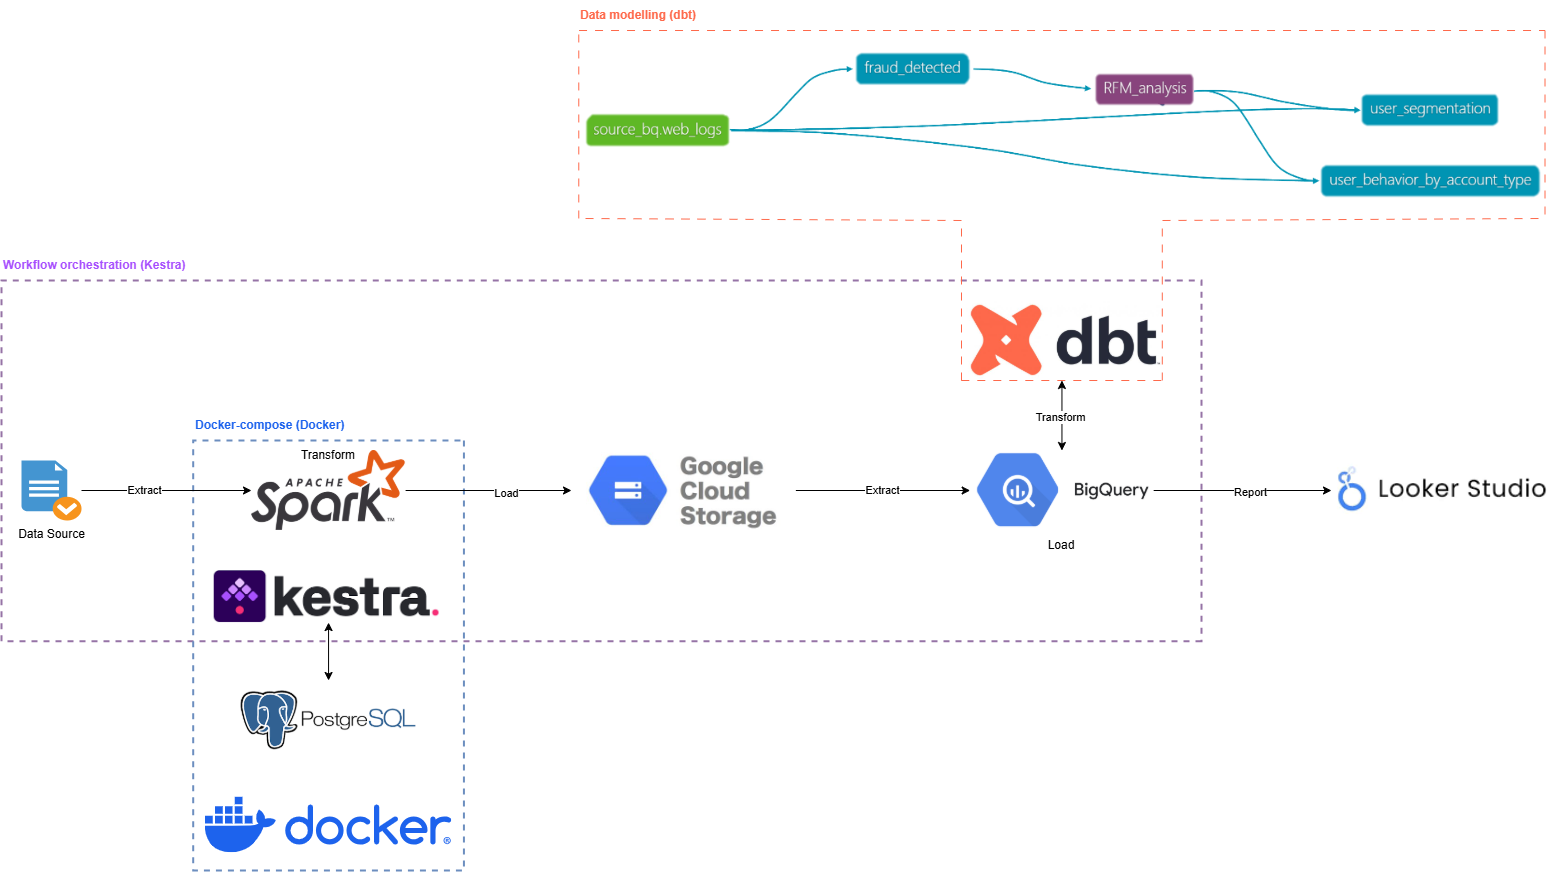 Data modelling (dbt)
fraud_detected
RFM_analysis
user_segmentation
source_bq.web_logs
user_behavior_by_account_type
Workflow orchestration (Kestra)
dbt
Transform
Docker-compose (Docker)
Transform
APACHE
Spark™
Data Source
Extract
Load
Google
Cloud
Storage
Extract
BigQuery
Load
Report
Looker Studio
kestra.
PostgreSQL
docker®